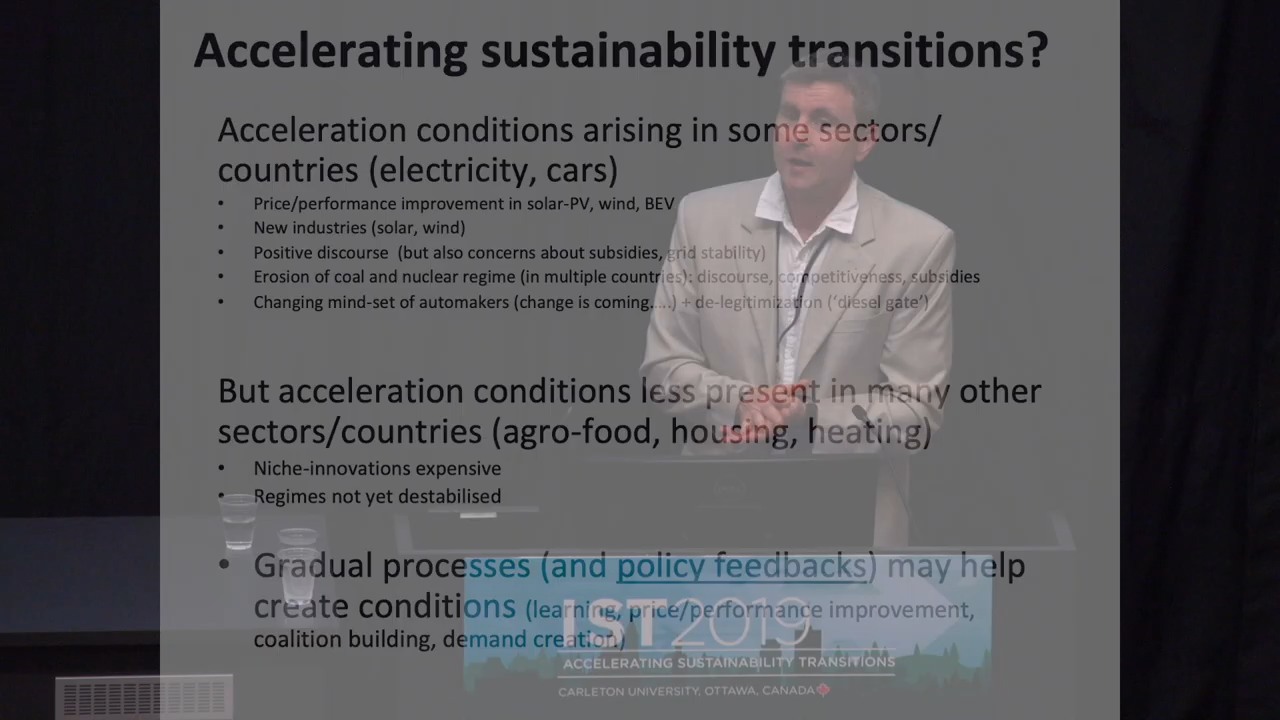 Accelerating sustainability transitions?
Acceleration conditions arising in some sectors/
countries (electricity, cars)
• Price/performance improvement in solar-PV, wind, BEV
• New industries (solar, wind)
• Positive discourse (but also concerns about subsidies, grid stability)
• Erosion of coal and nuclear regime (in multiple countries): discourse, competitiveness, subsidies
• Changing mind-set of automakers (change is coming.....) + de-legitimization (‘diesel gate’)
But acceleration conditions less present in many other
sectors/countries (agro-food, housing, heating)
• Niche-innovations expensive
• Regimes not yet destabilised
• Gradual processes (and policy feedbacks) may help
create conditions (learning, price/performance improvement,
coalition building, demand creation)
IST2019
ACCELERATING SUSTAINABILITY TRANSITIONS
CARLETON UNIVERSITY, OTTAWA, CANADA